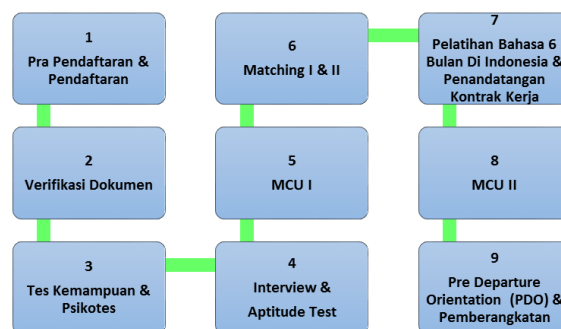 1
Pra Pendaftaran &
Pendaftaran
2
Verifikasi Dokumen
3
Tes Kemampuan &
Psikotes
4
Interview &
Aptitude Test
5
MCU I
6
Matching I & II
7
Pelatihan Bahasa 6
Bulan Di Indonesia &
Penandatangan
Kontrak Kerja
8
MCU II
9
Pre Departure
Orientation (PDO) &
Pemberangkatan